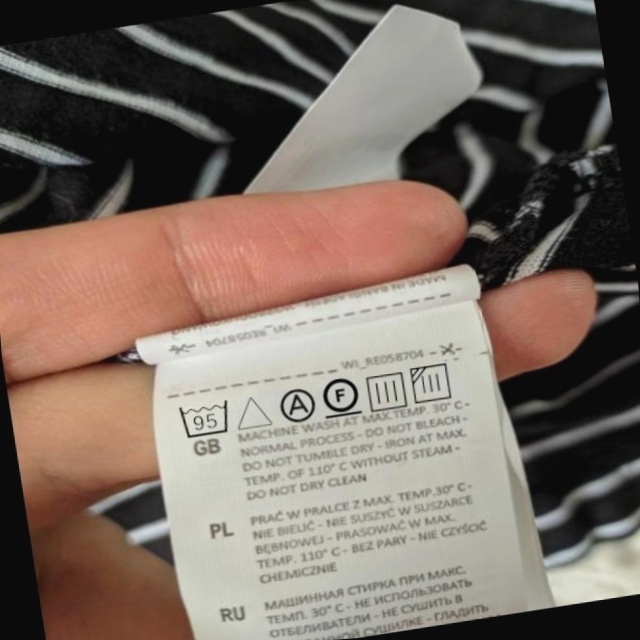 MADE IN BANGLADESH
WI_RE058704
WI_RE058704
95 A F
GB MACHINE WASH AT MAX.TEMP. 30° C -
NORMAL PROCESS - DO NOT BLEACH -
DO NOT TUMBLE DRY - IRON AT MAX.
TEMP. OF 110° C WITHOUT STEAM -
DO NOT DRY CLEAN
PL PRAĆ W PRALCE Z MAX. TEMP.30° C -
NIE BIELIĆ - NIE SUSZYĆ W SUSZARCE
BĘBNOWEJ - PRASOWAĆ W MAX.
TEMP. 110° C - BEZ PARY - NIE CZYŚCIĆ
CHEMICZNIE
RU МАШИННАЯ СТИРКА ПРИ МАКС.
ТЕМП. 30° C - НЕ ИСПОЛЬЗОВАТЬ
ОТБЕЛИВАТЕЛИ - НЕ СУШИТЬ В
СУШИЛКЕ - ГЛАДИТЬ